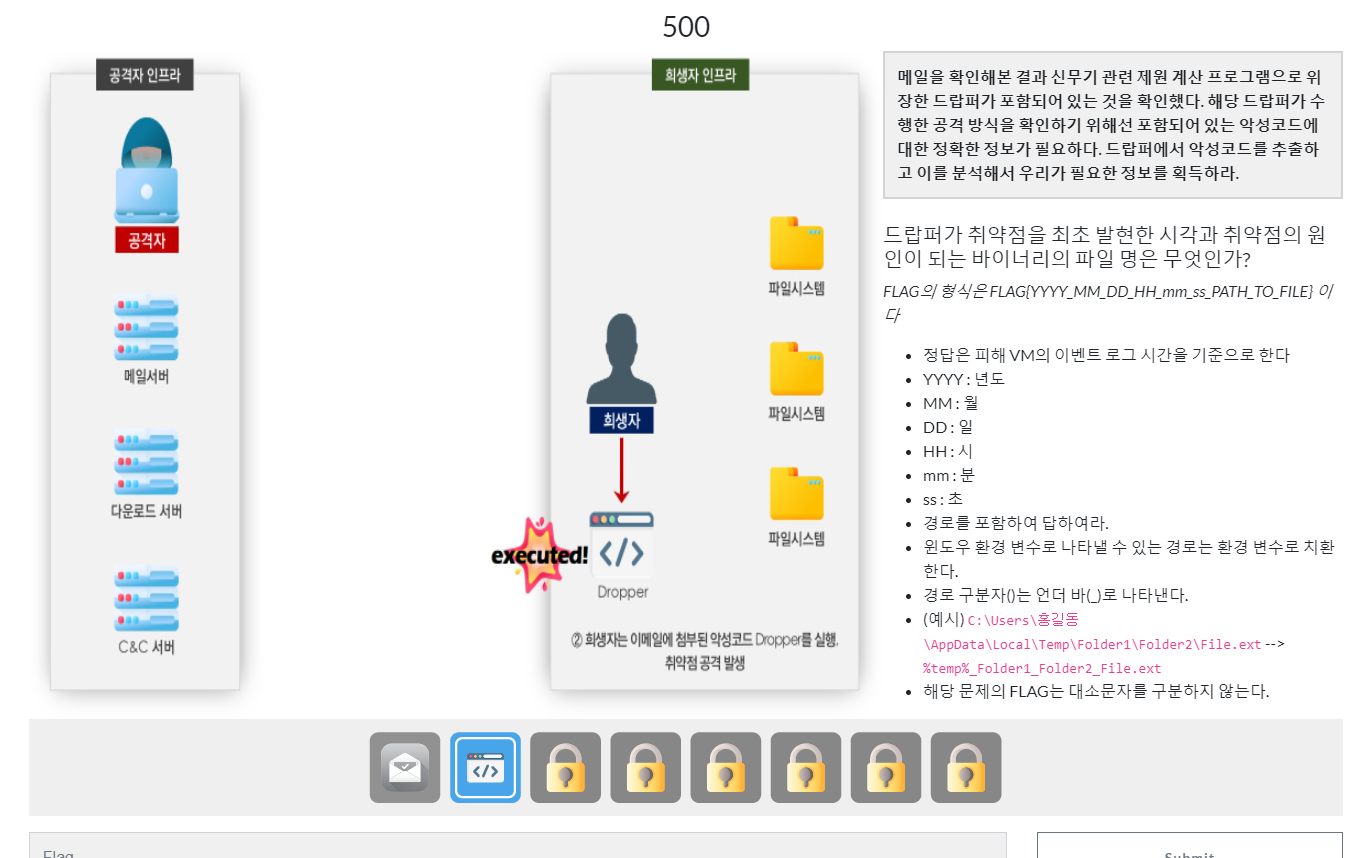 500
공격자 인프라
공격자
메일서버
다운로드 서버
C&C 서버
희생자 인프라
파일시스템
파일시스템
희생자
파일시스템
executed!
</>
Dropper
② 희생자는 이메일에 첨부된 악성코드 Dropper를 실행.
취약점 공격 발생
메일을 확인해본 결과 신무기 관련 제원 계산 프로그램으로 위
장한 드랍퍼가 포함되어 있는 것을 확인했다. 해당 드랍퍼가 수
행한 공격 방식을 확인하기 위해선 포함되어 있는 악성코드에
대한 정확한 정보가 필요하다. 드랍퍼에서 악성코드를 추출하
고 이를 분석해서 우리가 필요한 정보를 획득하라.
드랍퍼가 취약점을 최초 발현한 시각과 취약점의 원
인이 되는 바이너리의 파일 명은 무엇인가?
FLAG의 형식은 FLAG{YYYY_MM_DD_HH_mm_ss_PATH_TO_FILE} 이
다
• 정답은 피해 VM의 이벤트 로그 시간을 기준으로 한다
• YYYY : 년도
• MM : 월
• DD : 일
• HH : 시
• mm : 분
• ss : 초
• 경로를 포함하여 답하여라.
• 윈도우 환경 변수로 나타낼 수 있는 경로는 환경 변수로 치환
한다.
• 경로 구분자()는 언더 바(_)로 나타낸다.
• (예시) C:\Users\홍길동
\AppData\Local\Temp\Folder1\Folder2\File.ext -->
%temp%_Folder1_Folder2_File.ext
• 해당 문제의 FLAG는 대소문자를 구분하지 않는다.
</>
Flag
Submit